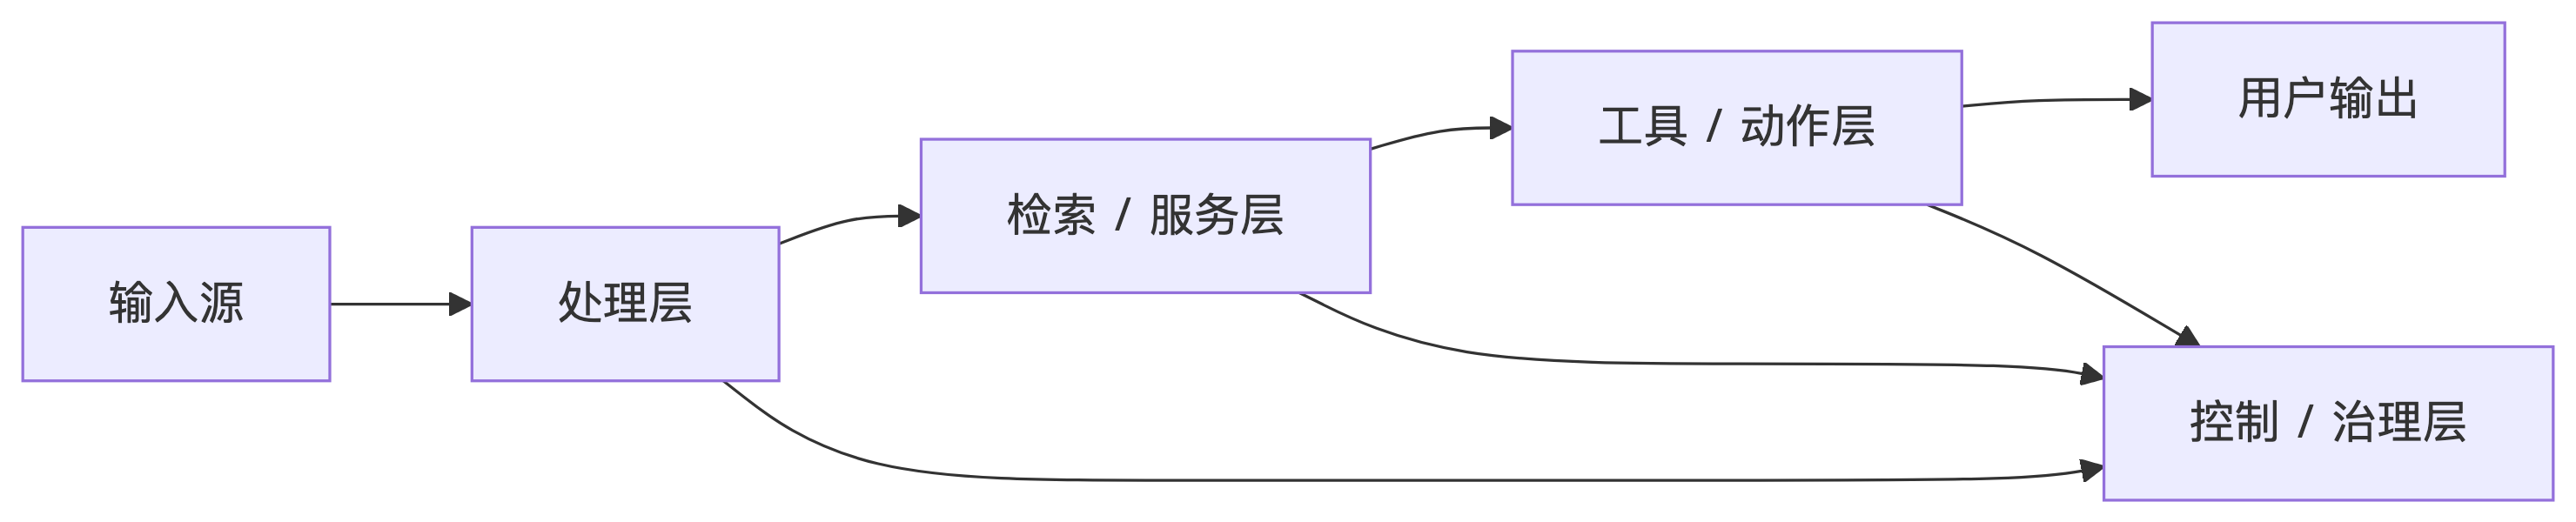 输入源
处理层
检索 / 服务层
工具 / 动作层
用户输出
控制 / 治理层